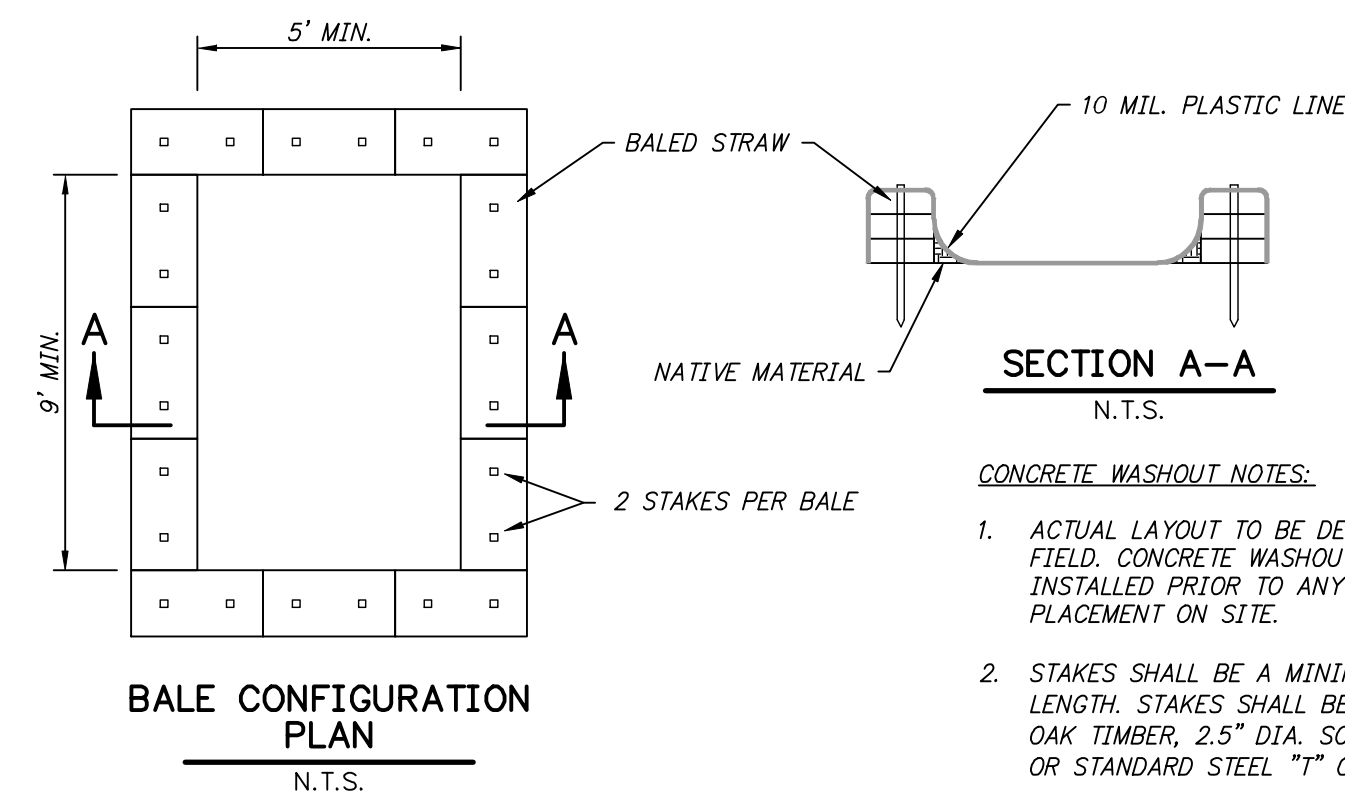 5' MIN.
BALED STRAW
10 MIL. PLASTIC LINE
9' MIN.
A
A
NATIVE MATERIAL
2 STAKES PER BALE
SECTION A-A
N.T.S.
BALE CONFIGURATION
PLAN
N.T.S.
CONCRETE WASHOUT NOTES:
1. ACTUAL LAYOUT TO BE DE
FIELD. CONCRETE WASHOU
INSTALLED PRIOR TO ANY
PLACEMENT ON SITE.
2. STAKES SHALL BE A MINI
LENGTH. STAKES SHALL BE
OAK TIMBER, 2.5" DIA. SO
OR STANDARD STEEL "T" O